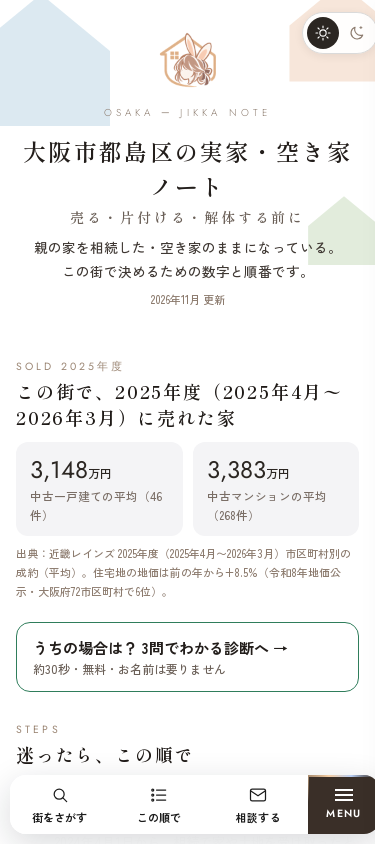 OSAKA — JIKKA NOTE
大阪市都島区の実家・空き家
ノート
売る・片付ける・解体する前に
親の家を相続した・空き家のままになっている。
この街で決めるための数字と順番です。
2026年11月 更新
SOLD 2025年度
この街で、2025年度（2025年4月〜
2026年3月）に売れた家
3,148万円
中古一戸建ての平均（46
件）
3,383万円
中古マンションの平均
（268件）
出典：近畿レインズ 2025年度（2025年4月〜2026年3月）市区町村別の
成約（平均）。住宅地の地価は前の年から+8.5%（令和8年地価公
示・大阪府72市区町村で6位）。
うちの場合は？ 3問でわかる診断へ →
約30秒・無料・お名前は要りません
STEPS
迷ったら、この順で
街をさがす
この順で
相談する
MENU